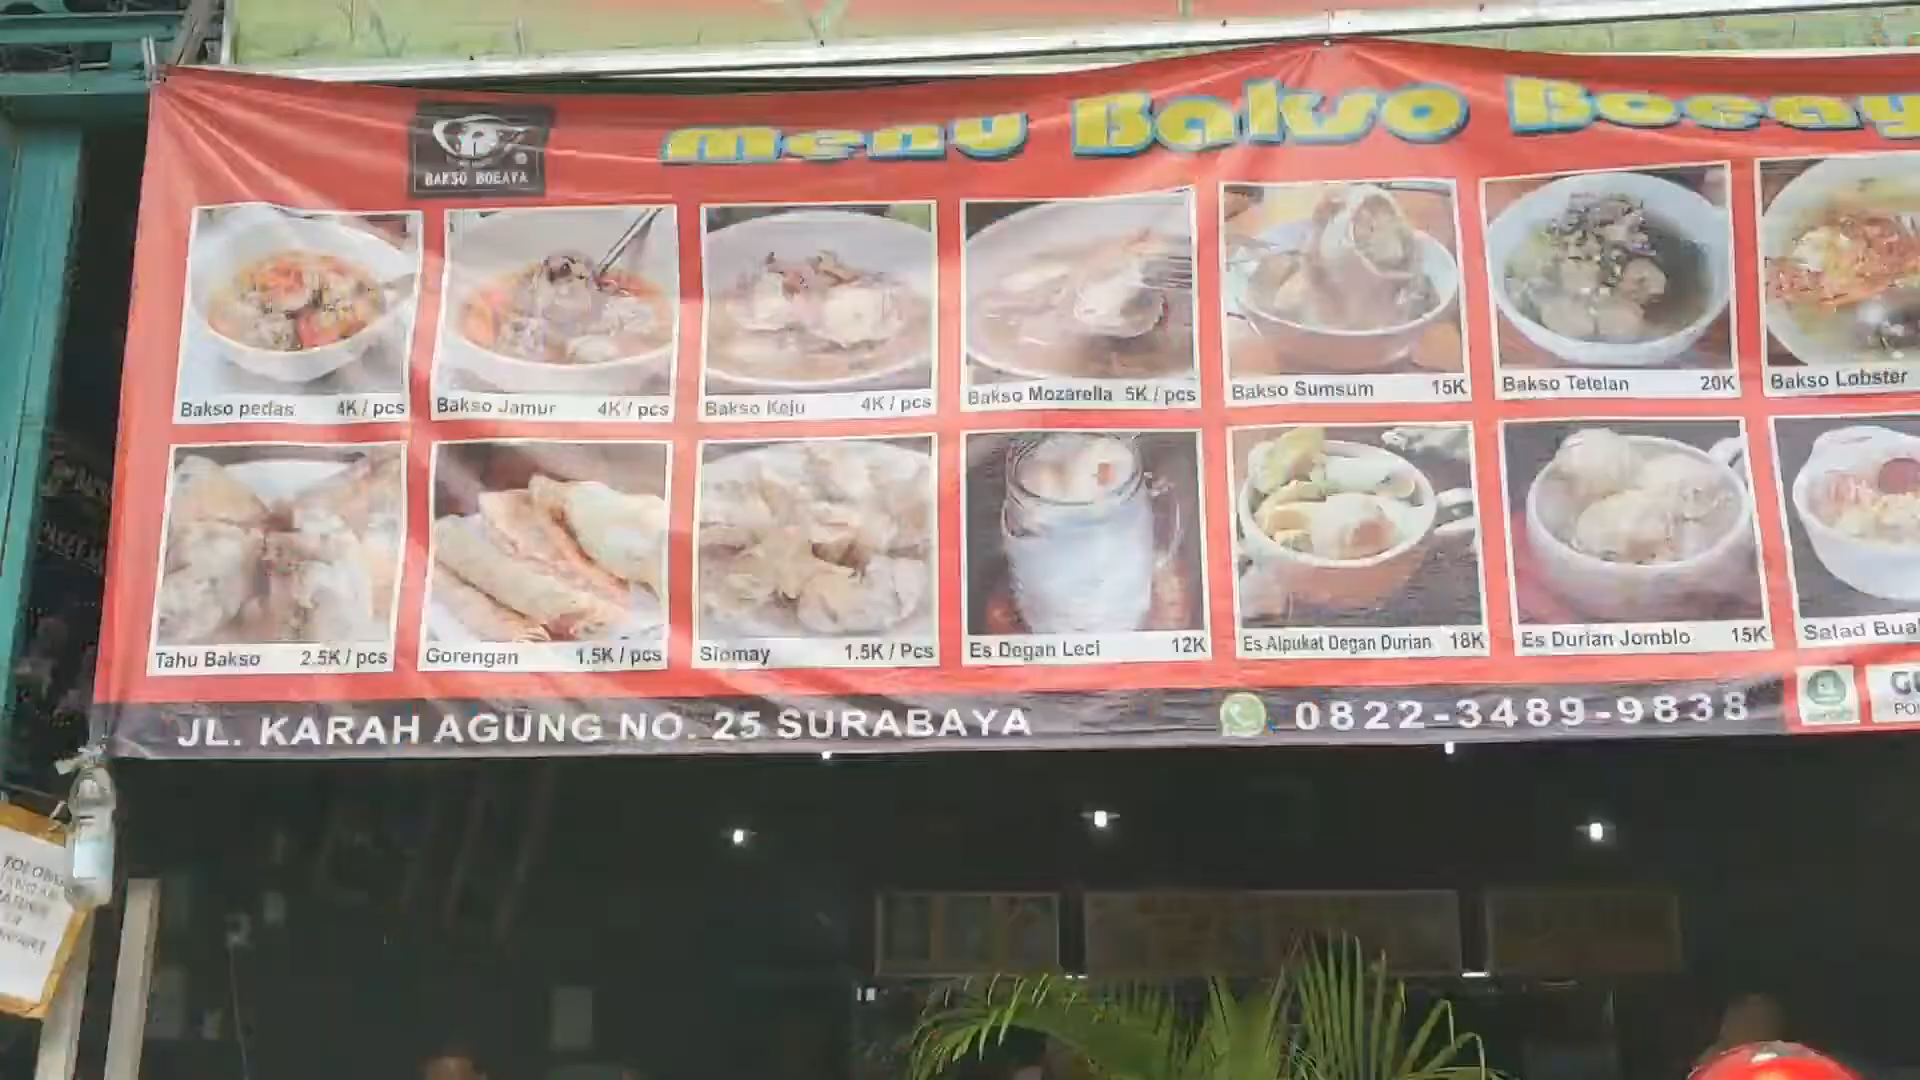 Menu Bakso Boeay
BAKSO BOEAYA
Bakso pedas 4K / pcs
Bakso Jamur 4K / pcs
Bakso Keju 4K / pcs
Bakso Mozarella 5K / pcs
Bakso Sumsum 15K
Bakso Tetelan 20K
Bakso Lobster
Tahu Bakso 2.5K / pcs
Gorengan 1.5K / pcs
Siomay 1.5K / Pcs
Es Degan Leci 12K
Es Alpukat Degan Durian 18K
Es Durian Jomblo 15K
Salad Bua
JL. KARAH AGUNG NO. 25 SURABAYA
0822-3489-9838